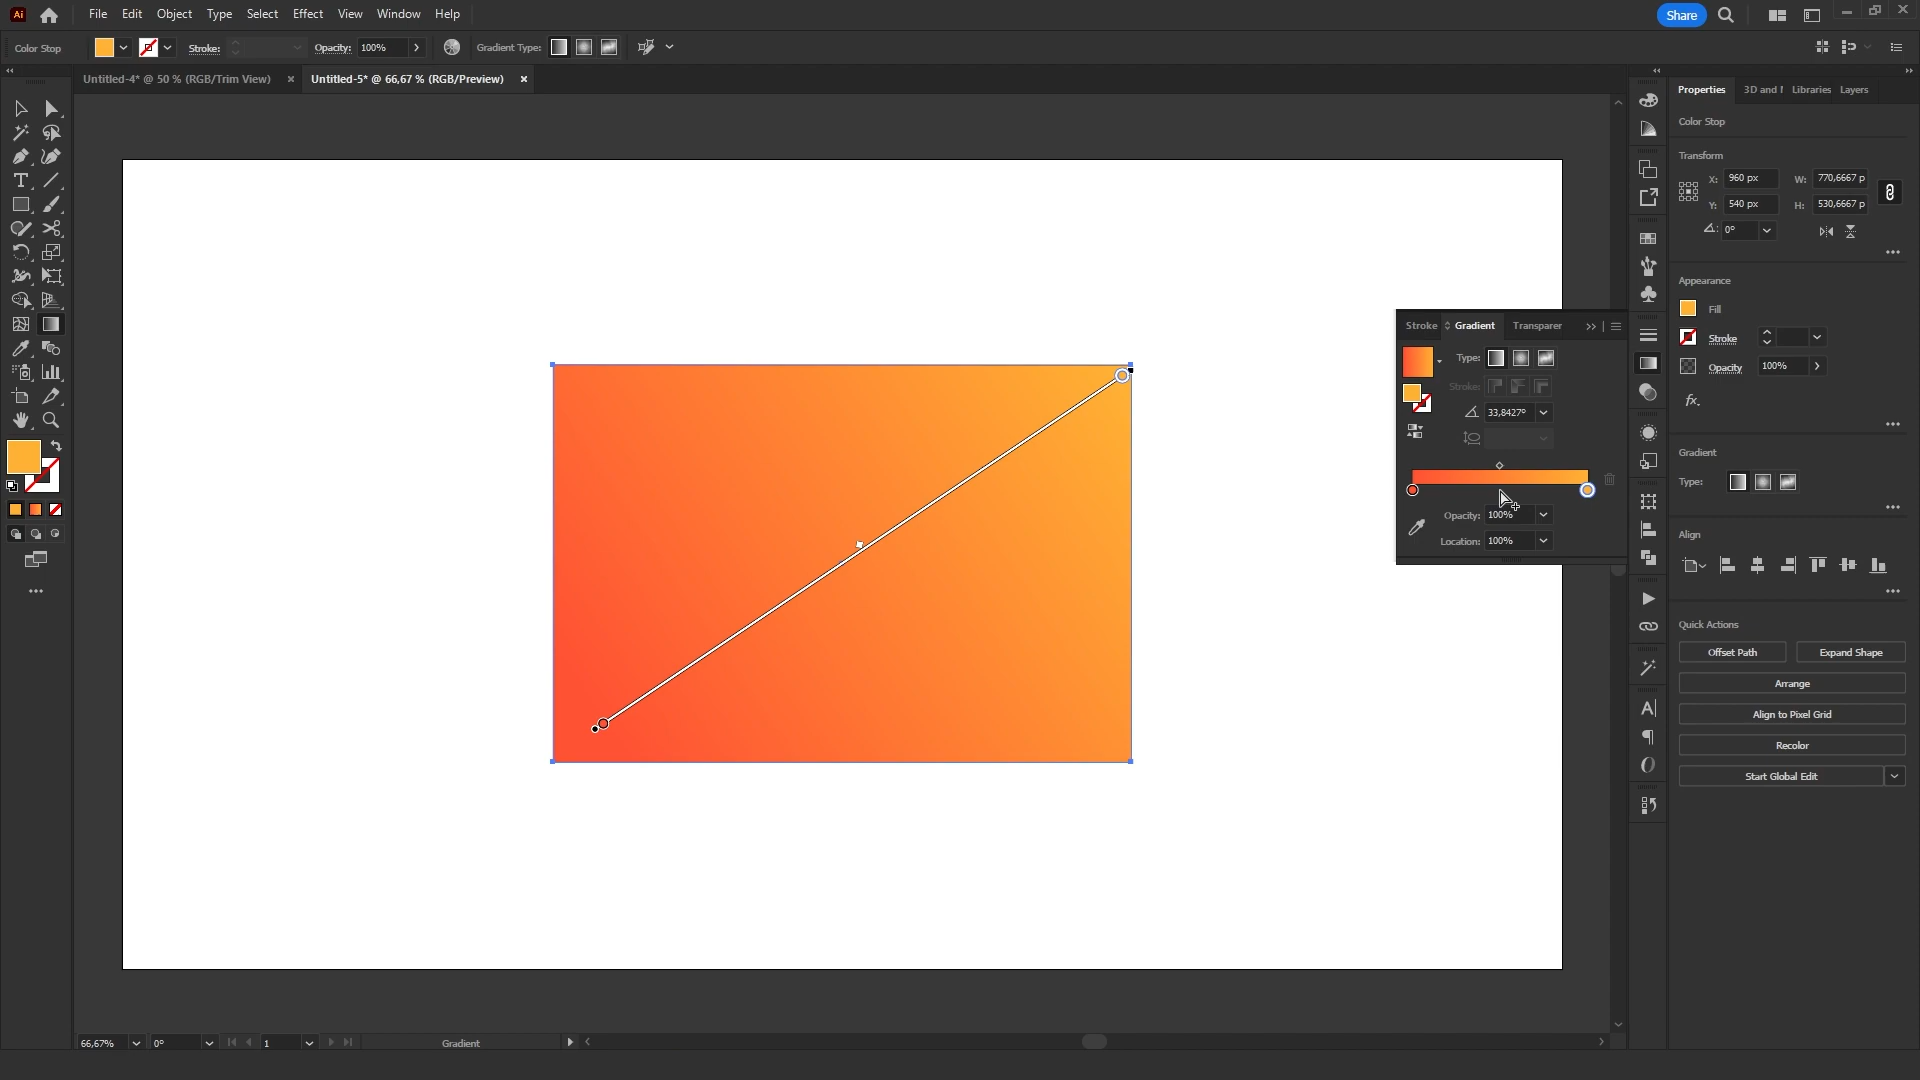 Ai File Edit Object Type Select Effect View Window Help Share
Color Stop Stroke: Opacity: 100% Gradient Type:
Untitled-4* @ 50 % (RGB/Trim View) Untitled-5* @ 66,67 % (RGB/Preview)
Properties 3D and Libraries Layers
Color Stop
Transform
X: 960 px W: 770,6667 p
Y: 540 px H: 530,6667 p
0°
Appearance
Fill
Stroke
Opacity 100%
fx.
Gradient
Type:
Align
Quick Actions
Offset Path Expand Shape
Arrange
Align to Pixel Grid
Recolor
Start Global Edit
Stroke Gradient Transparer
Type:
Stroke:
33,8427°
Opacity: 100%
Location: 100%
66,67% 0° 1 Gradient